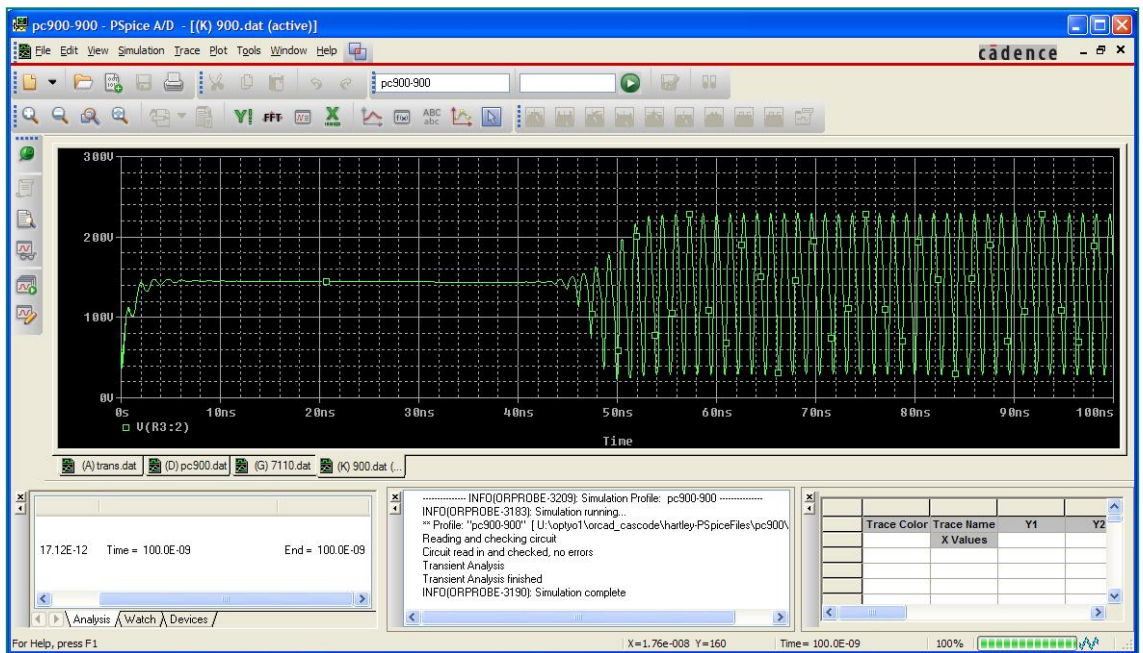 pc900-900 - PSpice A/D - [(K) 900.dat (active)]
File Edit View Simulation Trace Plot Tools Window Help
cādence
pc900-900
FFT
ABC
abc
300V
200V
100V
0V
0s 10ns 20ns 30ns 40ns 50ns 60ns 70ns 80ns 90ns 100ns
V(R3:2)
Time
(A) trans.dat (D) pc900.dat (G) 7110.dat (K) 900.dat (...
17.12E-12 Time = 100.0E-09 End = 100.0E-09
Analysis Watch Devices
--------------- INFO(ORPROBE-3209): Simulation Profile: pc900-900 ---------------
INFO(ORPROBE-3183): Simulation running...
** Profile: "pc900-900" [ U:\optyo1\orcad_cascode\hartley-PSpiceFiles\pc900\
Reading and checking circuit
Circuit read in and checked, no errors
Transient Analysis
Transient Analysis finished
INFO(ORPROBE-3190): Simulation complete
Trace Color Trace Name Y1 Y2
X Values
For Help, press F1
X=1.76e-008 Y=160 Time= 100.0E-09 100%